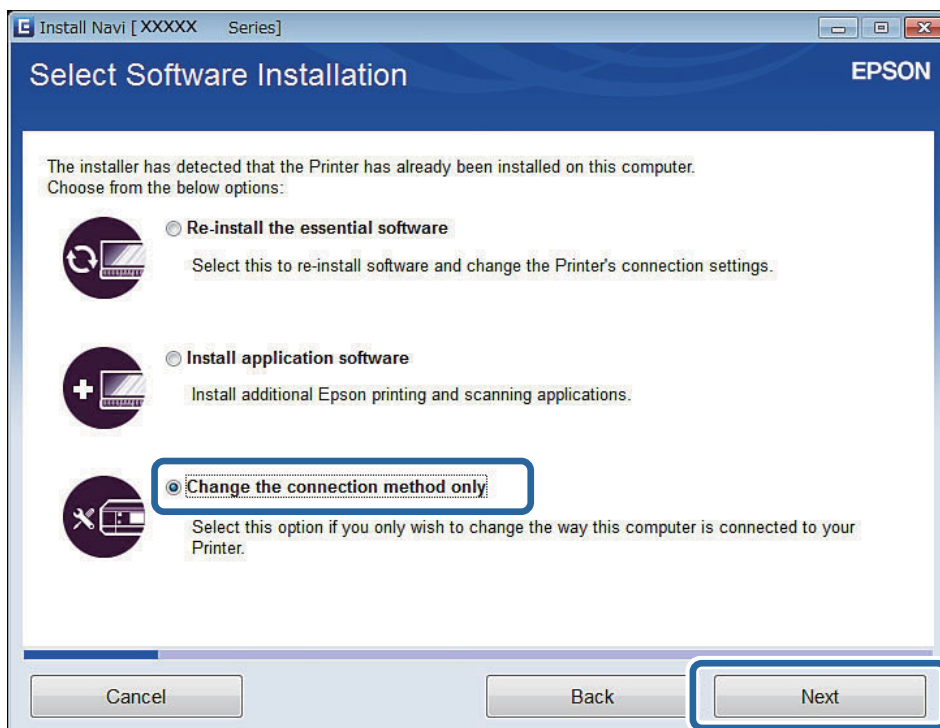 Install Navi [ XXXXX Series]
Select Software Installation
EPSON
The installer has detected that the Printer has already been installed on this computer.
Choose from the below options:
Re-install the essential software
Select this to re-install software and change the Printer's connection settings.
Install application software
Install additional Epson printing and scanning applications.
Change the connection method only
Select this option if you only wish to change the way this computer is connected to your
Printer.
Cancel
Back
Next